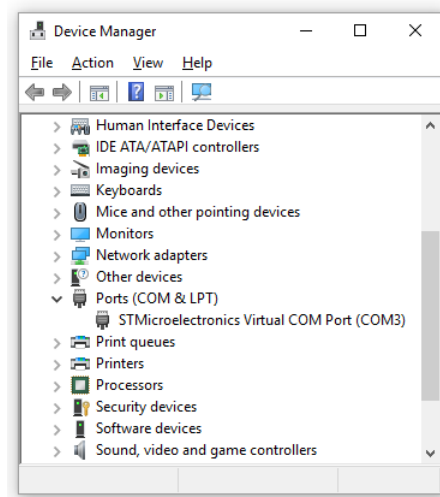 Device Manager
File Action View Help
Human Interface Devices
IDE ATA/ATAPI controllers
Imaging devices
Keyboards
Mice and other pointing devices
Monitors
Network adapters
Other devices
Ports (COM & LPT)
STMicroelectronics Virtual COM Port (COM3)
Print queues
Printers
Processors
Security devices
Software devices
Sound, video and game controllers